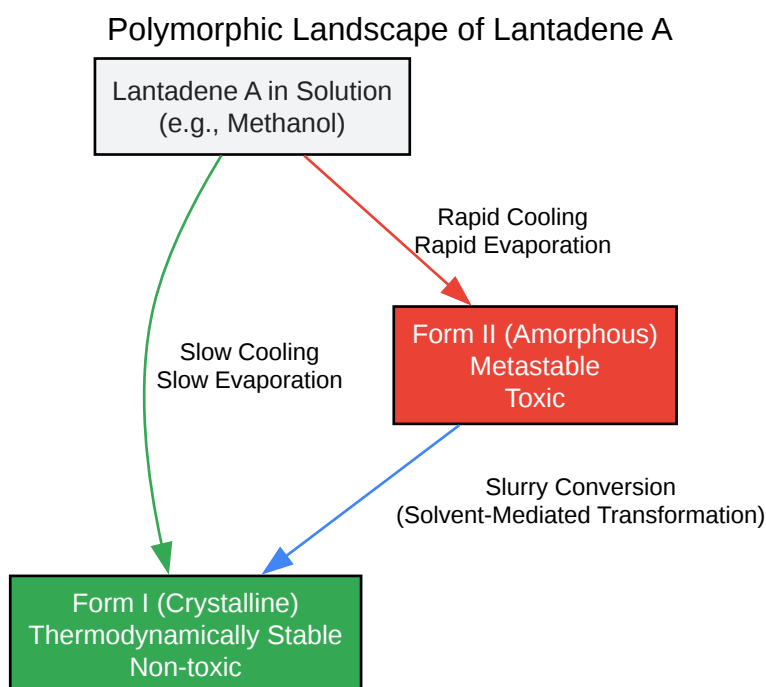 Polymorphic Landscape of Lantadene A
Lantadene A in Solution
(e.g., Methanol)
Rapid Cooling
Rapid Evaporation
Form II (Amorphous)
Metastable
Toxic
Slow Cooling
Slow Evaporation
Slurry Conversion
(Solvent-Mediated Transformation)
Form I (Crystalline)
Thermodynamically Stable
Non-toxic